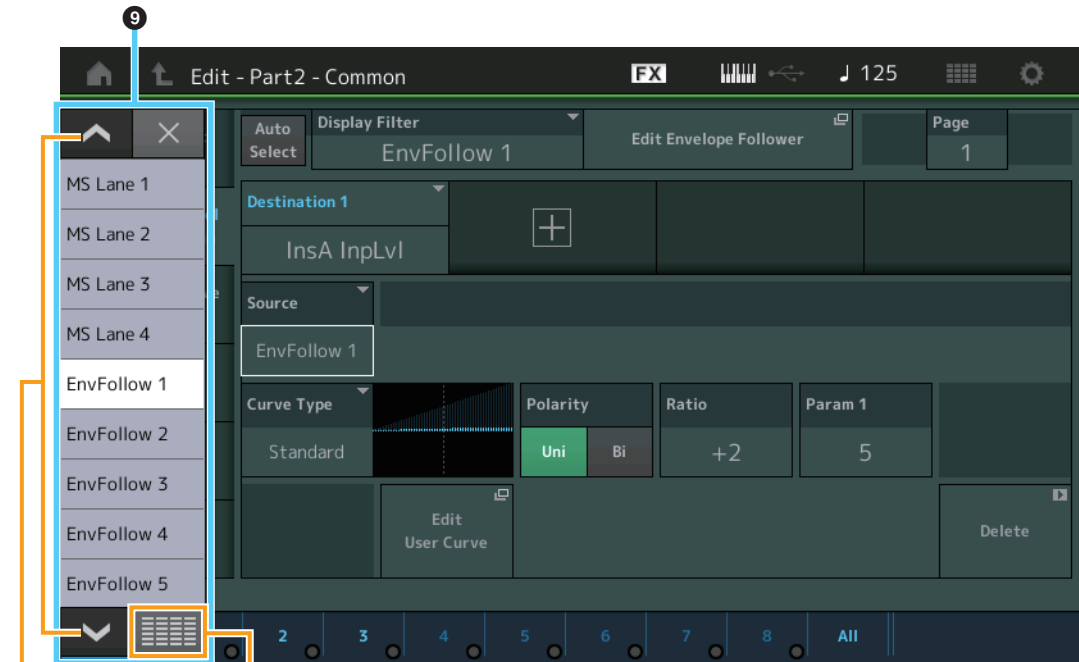 9
Edit - Part2 - Common
FX
125
Auto Select
Display Filter
EnvFollow 1
Edit Envelope Follower
Page
1
MS Lane 1
MS Lane 2
MS Lane 3
MS Lane 4
EnvFollow 1
EnvFollow 2
EnvFollow 3
EnvFollow 4
EnvFollow 5
Destination 1
InsA InpLvl
Source
EnvFollow 1
Curve Type
Standard
Polarity
Uni
Bi
Ratio
+2
Param 1
5
Edit
User Curve
Delete
2
3
4
5
6
7
8
All